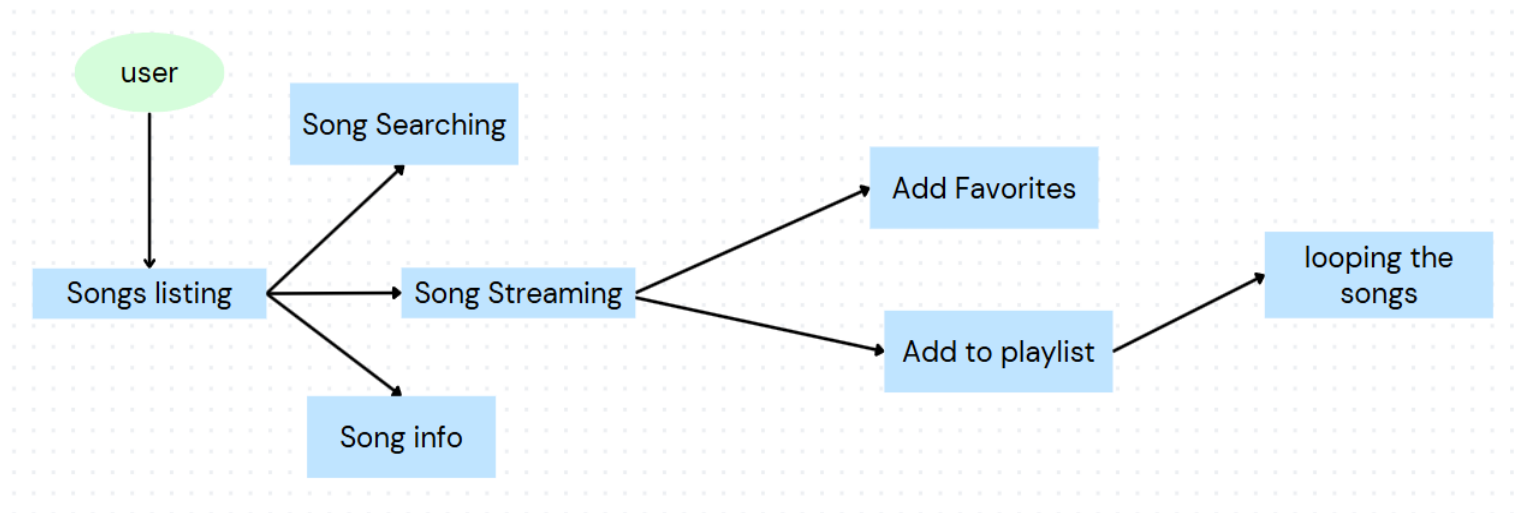 user
Song Searching
Add Favorites
looping the
songs
Songs listing
Song Streaming
Add to playlist
Song info